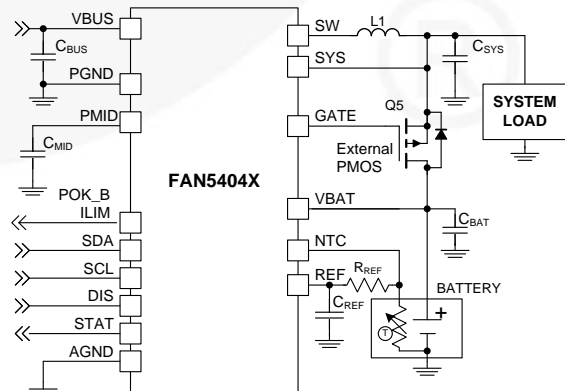 VBUS
CBUS
PGND
PMID
CMID
POK_B
ILIM
SDA
SCL
DIS
STAT
AGND
FAN5404X
SW
SYS
GATE
VBAT
NTC
REF
L1
CSYS
Q5
External
PMOS
SYSTEM
LOAD
CBAT
RREF
CREF
BATTERY
+
T